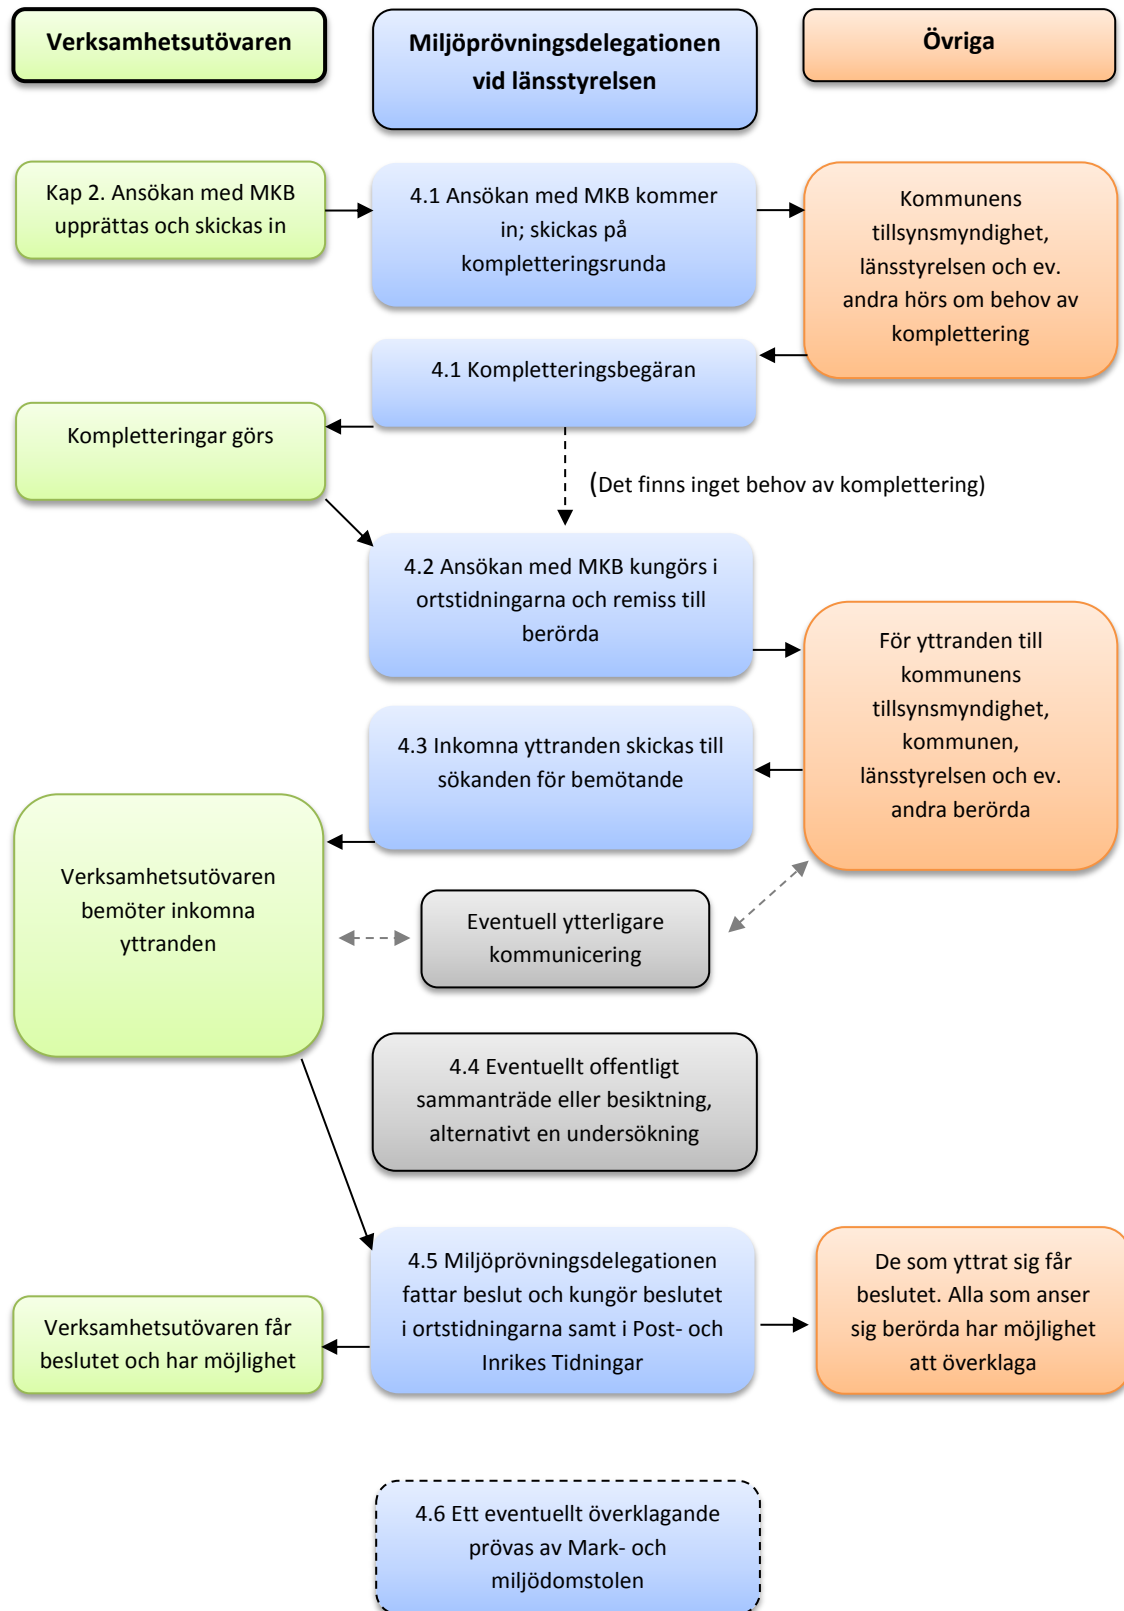 Verksamhetsutövaren
Miljöprövningsdelegationen
vid länsstyrelsen
Övriga
Kap 2. Ansökan med MKB
upprättas och skickas in
4.1 Ansökan med MKB kommer
in; skickas på
kompletteringsrunda
Kommunens
tillsynsmyndighet,
länsstyrelsen och ev.
andra hörs om behov av
komplettering
4.1 Kompletteringsbegäran
Kompletteringar görs
(Det finns inget behov av komplettering)
4.2 Ansökan med MKB kungörs i
ortstidningarna och remiss till
berörda
För yttranden till
kommunens
tillsynsmyndighet,
kommunen,
länsstyrelsen och ev.
andra berörda
4.3 Inkomna yttranden skickas till
sökanden för bemötande
Verksamhetsutövaren
bemöter inkomna
yttranden
Eventuell ytterligare
kommunicering
4.4 Eventuellt offentligt
sammanträde eller besiktning,
alternativt en undersökning
4.5 Miljöprövningsdelegationen
fattar beslut och kungör beslutet
i ortstidningarna samt i Post- och
Inrikes Tidningar
De som yttrat sig får
beslutet. Alla som anser
sig berörda har möjlighet
att överklaga
Verksamhetsutövaren får
beslutet och har möjlighet
4.6 Ett eventuellt överklagande
prövas av Mark- och
miljödomstolen